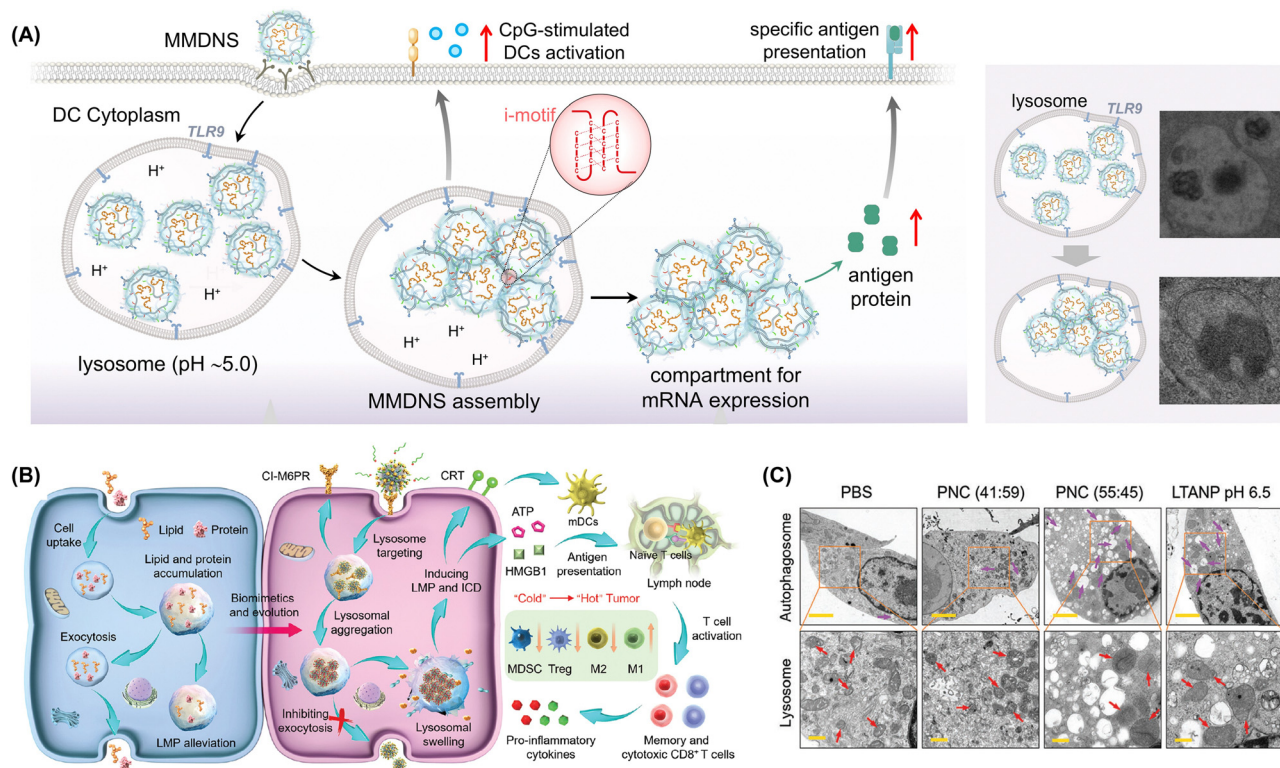 (A)
MMDNS
CpG-stimulated
DCs activation
specific antigen
presentation
DC Cytoplasm
TLR9
H⁺
H⁺
H⁺
H⁺
lysosome (pH ~5.0)
i-motif
C C C C
C C C C
C C C C
C C C C
H⁺
H⁺
H⁺
H⁺
MMDNS assembly
compartment for
mRNA expression
antigen
protein
lysosome
TLR9
(B)
Cell
uptake
Lipid
Protein
Lipid and protein
accumulation
Exocytosis
LMP alleviation
Biomimetics
and evolution
CI-M6PR
CRT
Lysosome
targeting
Lysosomal
aggregation
Inducing
LMP and ICD
Inhibiting
exocytosis
Lysosomal
swelling
ATP
HMGB1
mDCs
Antigen
presentation
Naïve T cells
Lymph node
"Cold" → "Hot" Tumor
MDSC
Treg
M2
M1
T cell
activation
Pro-inflammatory
cytokines
Memory and
cytotoxic CD8⁺ T cells
(C)
PBS
PNC (41:59)
PNC (55:45)
LTANP pH 6.5
Autophagosome
Lysosome